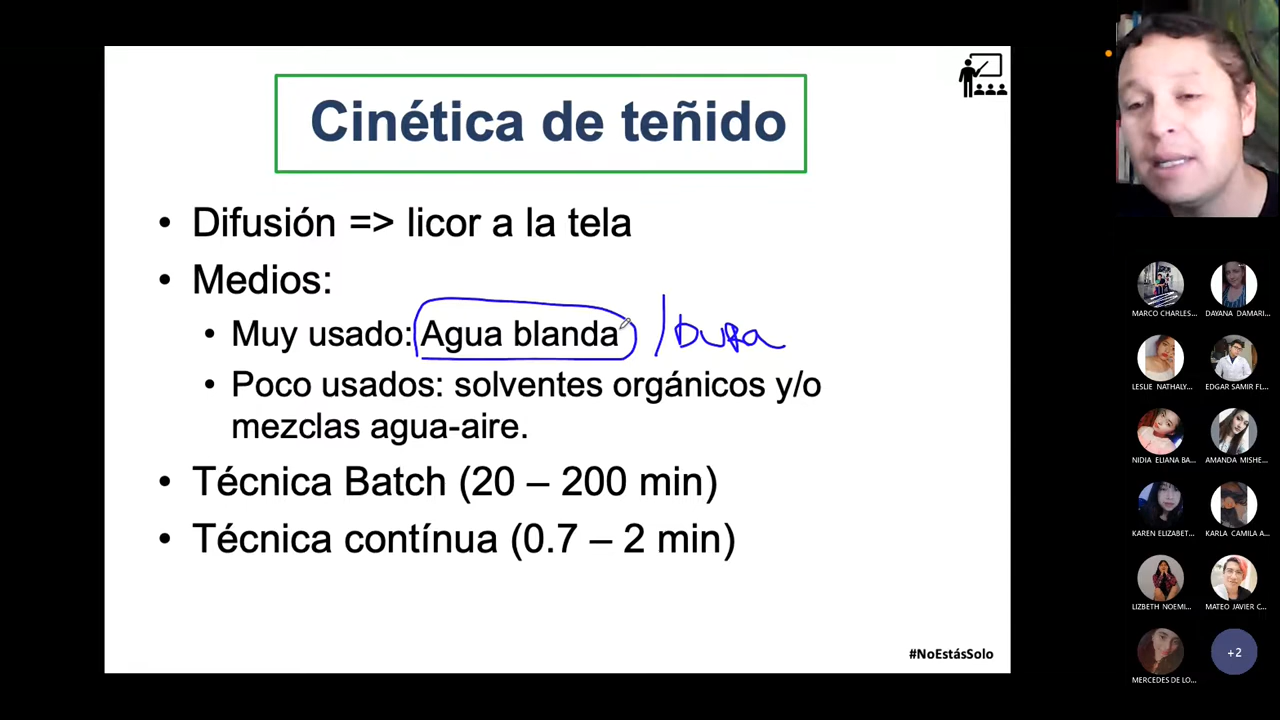 Cinética de teñido
• Difusión => licor a la tela
• Medios:
• Muy usado: Agua blanda / dura
• Poco usados: solventes orgánicos y/o
mezclas agua-aire.
• Técnica Batch (20 – 200 min)
• Técnica contínua (0.7 – 2 min)
#NoEstásSolo
MARCO CHARLES...
DAYANA DAMARI...
LESLIE NATHALY...
EDGAR SAMIR FL...
NIDIA ELIANA BA...
AMANDA MISHE...
KAREN ELIZABET...
KARLA CAMILA A...
LIZBETH NOEMI...
MATEO JAVIER C...
MERCEDES DE LO...
+2